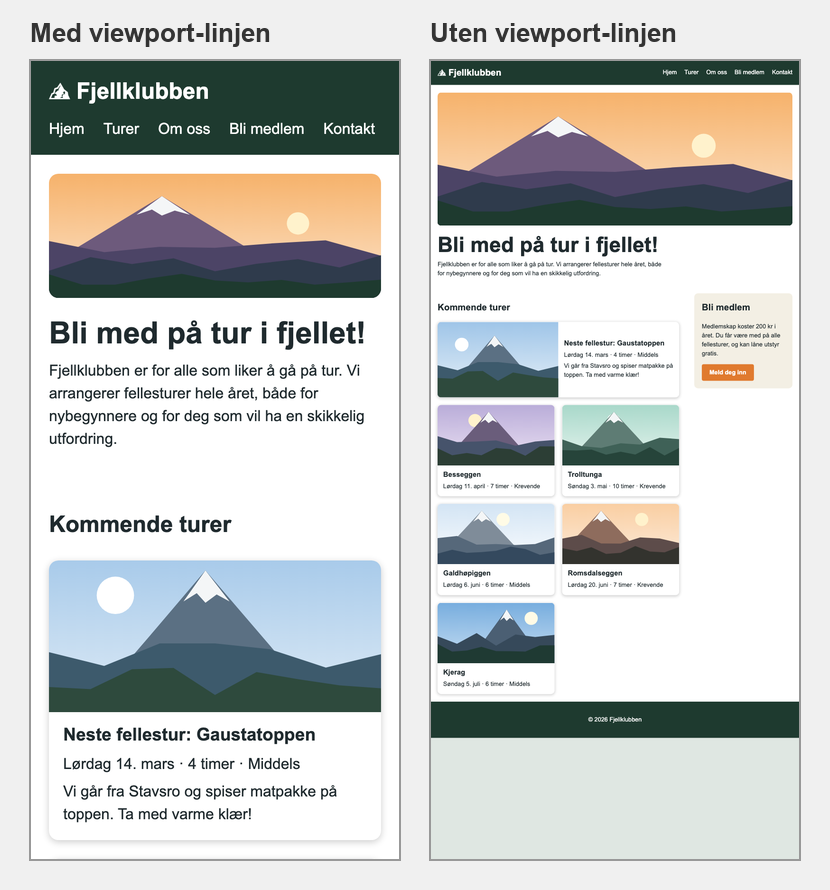 Med viewport-linjen
Fjellklubben
Hjem Turer Om oss Bli medlem Kontakt
Bli med på tur i fjellet!
Fjellklubben er for alle som liker å gå på tur. Vi
arrangerer fellesturer hele året, både for
nybegynnere og for deg som vil ha en skikkelig
utfordring.
Kommende turer
Neste fellestur: Gaustatoppen
Lørdag 14. mars · 4 timer · Middels
Vi går fra Stavsro og spiser matpakke på
toppen. Ta med varme klær!
Uten viewport-linjen
Fjellklubben
Hjem Turer Om oss Bli medlem Kontakt
Bli med på tur i fjellet!
Fjellklubben er for alle som liker å gå på tur. Vi arrangerer fellesturer hele året, både
for nybegynnere og for deg som vil ha en skikkelig utfordring.
Kommende turer
Neste fellestur: Gaustatoppen
Lørdag 14. mars · 4 timer · Middels
Vi går fra Stavsro og spiser matpakke på
toppen. Ta med varme klær!
Besseggen
Lørdag 11. april · 7 timer · Krevende
Trolltunga
Søndag 3. mai · 10 timer · Krevende
Galdhøpiggen
Lørdag 6. juni · 6 timer · Middels
Romsdalseggen
Lørdag 20. juni · 7 timer · Krevende
Kjerag
Søndag 5. juli · 6 timer · Middels
Bli medlem
Medlemskap koster 200 kr i
året. Du får være med på alle
fellesturer, og kan låne utstyr
gratis.
Meld deg inn
© 2026 Fjellklubben